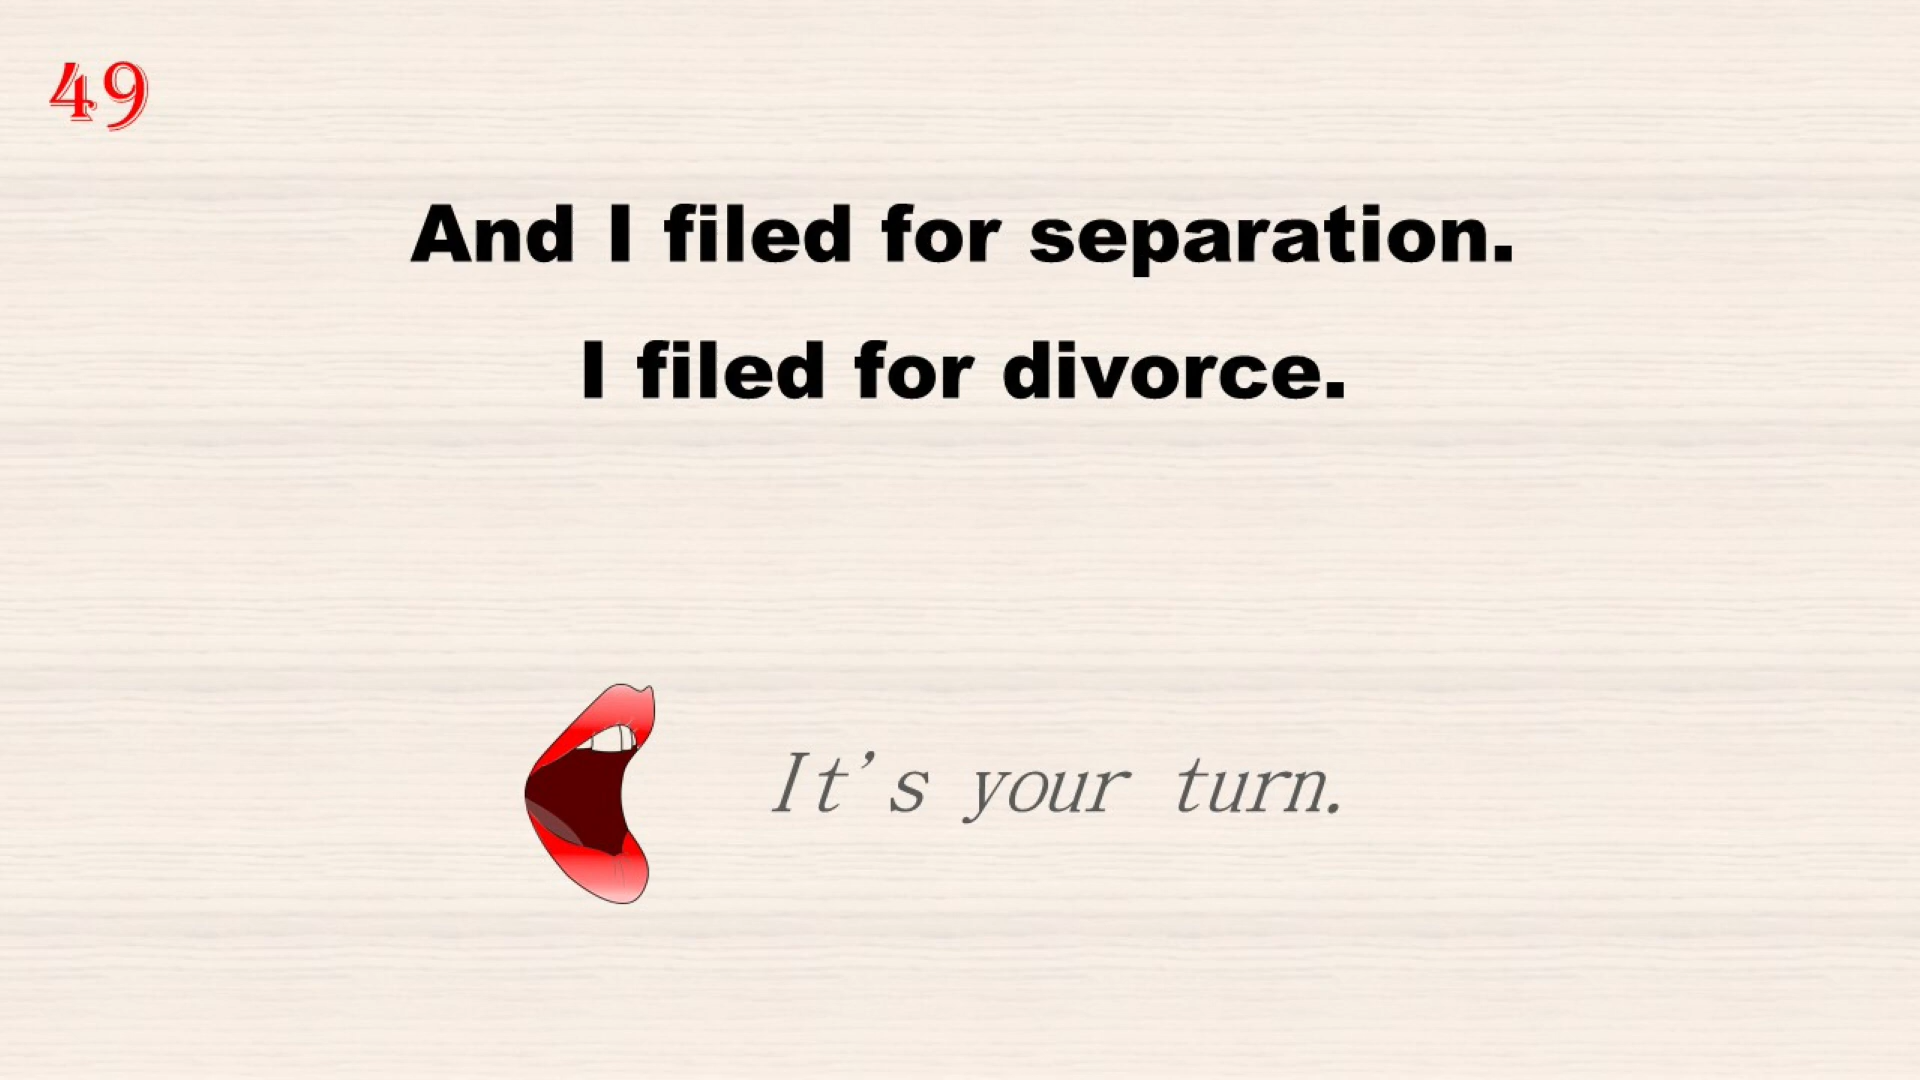 49
And I filed for separation.
I filed for divorce.
It's your turn.